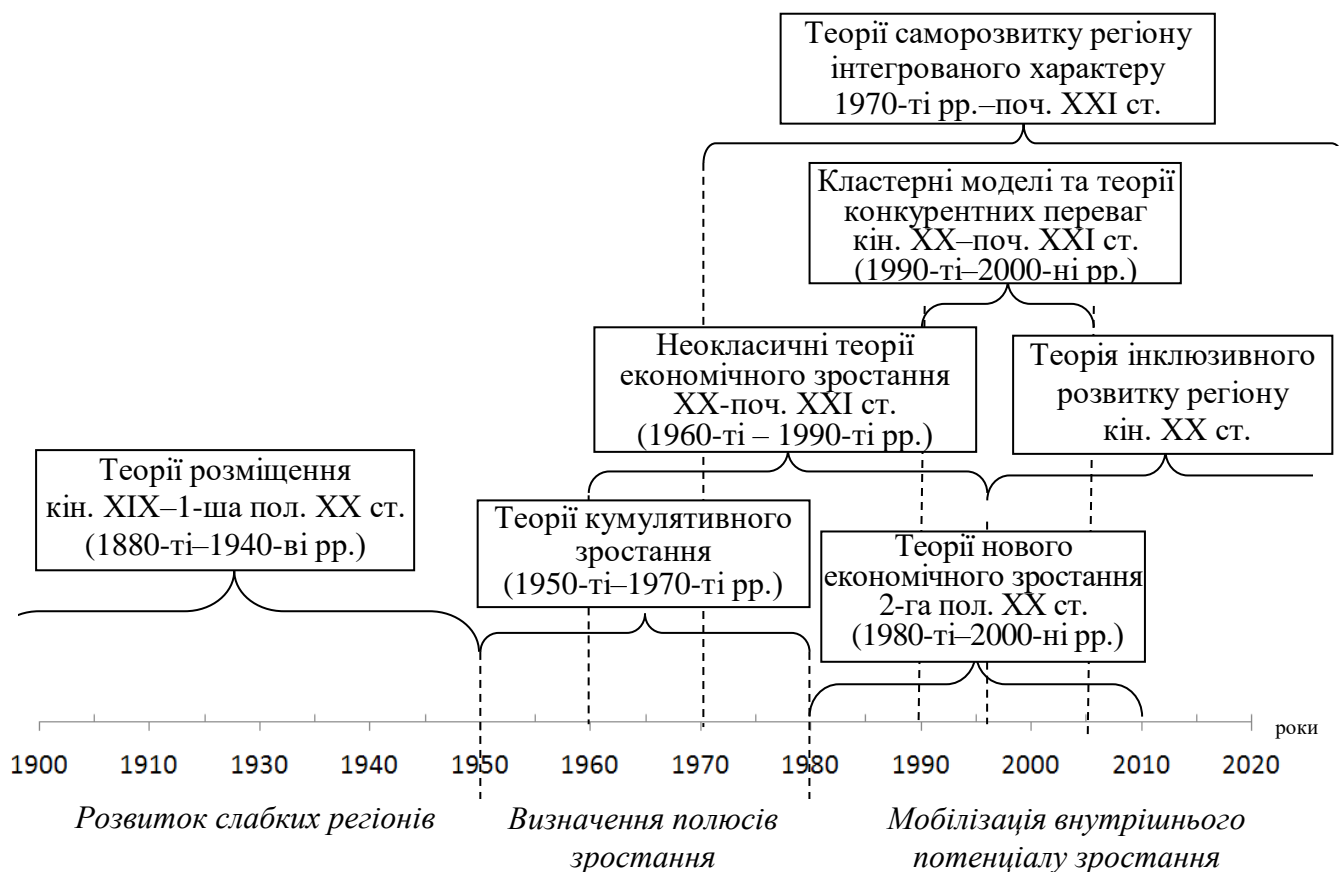 Теорії саморозвитку регіону
інтегрованого характеру
1970-ті рр.–поч. XXI ст.
Кластерні моделі та теорії
конкурентних переваг
кін. XX–поч. XXI ст.
(1990-ті–2000-ні рр.)
Неокласичні теорії
економічного зростання
XX-поч. XXI ст.
(1960-ті – 1990-ті рр.)
Теорія інклюзивного
розвитку регіону
кін. XX ст.
Теорії розміщення
кін. XIX–1-ша пол. XX ст.
(1880-ті–1940-ві рр.)
Теорії кумулятивного
зростання
(1950-ті–1970-ті рр.)
Теорії нового
економічного зростання
2-га пол. XX ст.
(1980-ті–2000-ні рр.)
роки
1900 1910 1920 1930 1940 1950 1960 1970 1980 1990 2000 2010 2020
Розвиток слабких регіонів
Визначення полюсів
зростання
Мобілізація внутрішнього
потенціалу зростання